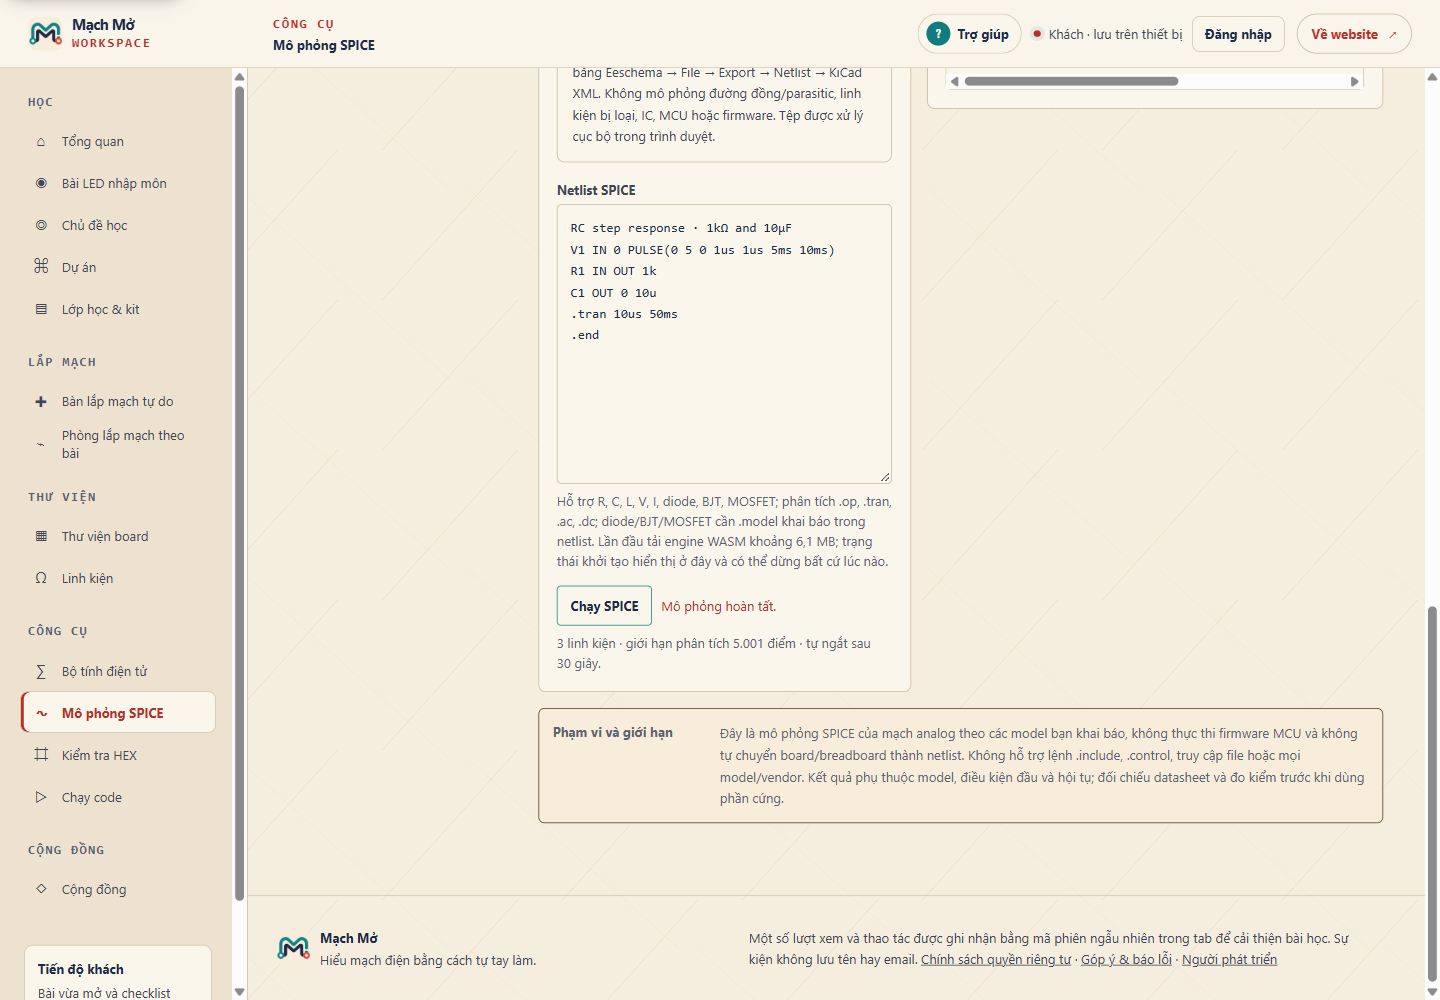 Mạch Mở
WORKSPACE
CÔNG CỤ
Mô phỏng SPICE
? Trợ giúp
Khách · lưu trên thiết bị
Đăng nhập
Về website ↗
HỌC
Tổng quan
Bài LED nhập môn
Chủ đề học
Dự án
Lớp học & kit
LẮP MẠCH
Bàn lắp mạch tự do
Phòng lắp mạch theo
bài
THƯ VIỆN
Thư viện board
Linh kiện
CÔNG CỤ
Bộ tính điện tử
Mô phỏng SPICE
Kiểm tra HEX
Chạy code
CỘNG ĐỒNG
Cộng đồng
Tiến độ khách
Bài vừa mở và checklist
bằng Eeschema → File → Export → Netlist → KiCad
XML. Không mô phỏng đường đồng/parasitic, linh
kiện bị loại, IC, MCU hoặc firmware. Tệp được xử lý
cục bộ trong trình duyệt.
Netlist SPICE
RC step response · 1kΩ and 10µF
V1 IN 0 PULSE(0 5 0 1us 1us 5ms 10ms)
R1 IN OUT 1k
C1 OUT 0 10u
.tran 10us 50ms
.end
Hỗ trợ R, C, L, V, I, diode, BJT, MOSFET; phân tích .op, .tran,
.ac, .dc; diode/BJT/MOSFET cần .model khai báo trong
netlist. Lần đầu tải engine WASM khoảng 6,1 MB; trạng
thái khởi tạo hiển thị ở đây và có thể dừng bất cứ lúc nào.
Chạy SPICE
Mô phỏng hoàn tất.
3 linh kiện · giới hạn phân tích 5.001 điểm · tự ngắt sau
30 giây.
Phạm vi và giới hạn
Đây là mô phỏng SPICE của mạch analog theo các model bạn khai báo, không thực thi firmware MCU và không
tự chuyển board/breadboard thành netlist. Không hỗ trợ lệnh .include, .control, truy cập file hoặc mọi
model/vendor. Kết quả phụ thuộc model, điều kiện đầu và hội tụ; đối chiếu datasheet và đo kiểm trước khi dùng
phần cứng.
Mạch Mở
Hiểu mạch điện bằng cách tự tay làm.
Một số lượt xem và thao tác được ghi nhận bằng mã phiên ngẫu nhiên trong tab để cải thiện bài học. Sự
kiện không lưu tên hay email. Chính sách quyền riêng tư · Góp ý & báo lỗi · Người phát triển